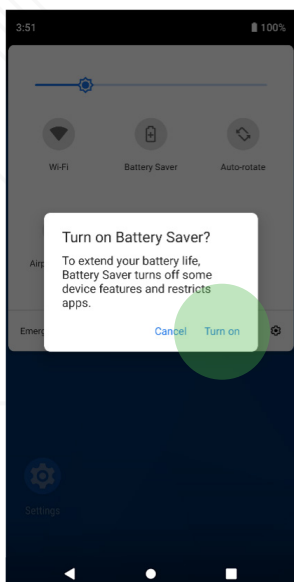 3:51 100%
Wi-Fi Battery Saver Auto-rotate
Turn on Battery Saver?
To extend your battery life,
Battery Saver turns off some
device features and restricts
apps.
Cancel Turn on
Settings